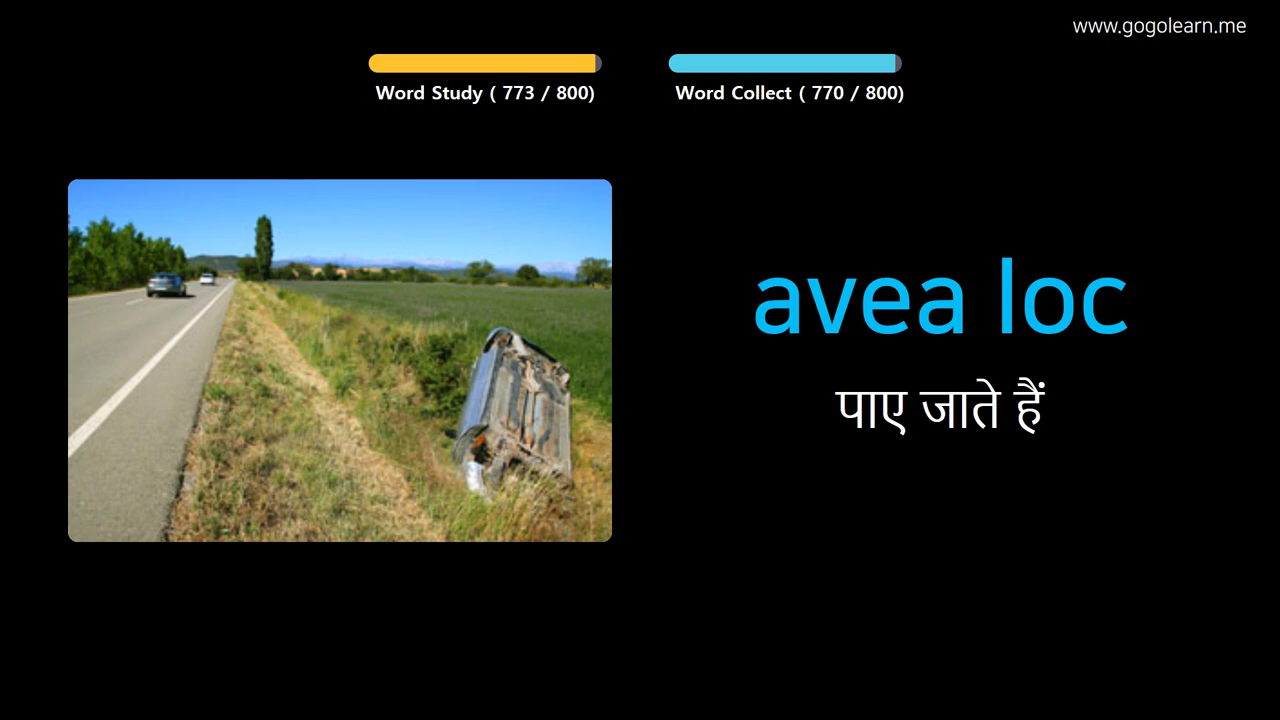 www.gogolearn.me
Word Study ( 773 / 800)
Word Collect ( 770 / 800)
avea loc
पाए जाते हैं